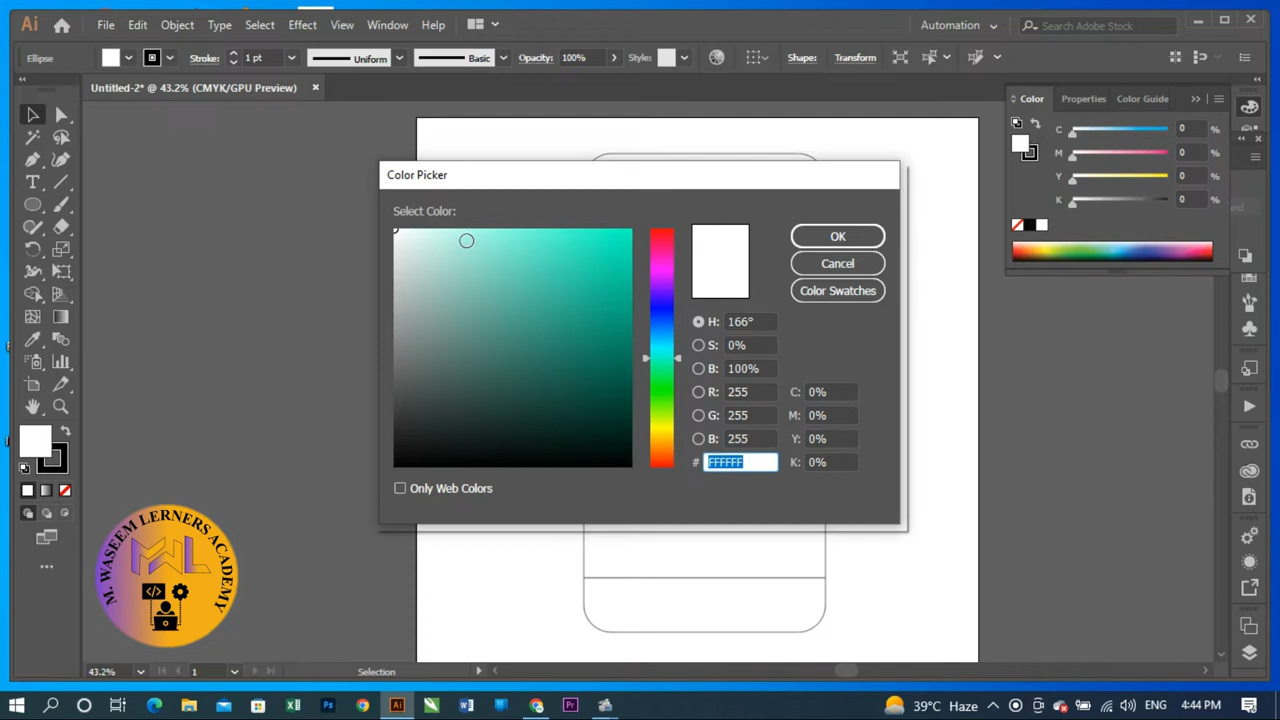 Ai File Edit Object Type Select Effect View Window Help Automation Search Adobe Stock
Ellipse Stroke: 1 pt Uniform Basic Opacity: 100% Style: Shape: Transform
Untitled-2* @ 43.2% (CMYK/GPU Preview)
Color Properties Color Guide
C 0 %
M 0 %
Y 0 %
K 0 %
Color Picker
Select Color:
OK
Cancel
Color Swatches
H: 166°
S: 0%
B: 100%
R: 255 C: 0%
G: 255 M: 0%
B: 255 Y: 0%
# FFFFFF K: 0%
Only Web Colors
M. WASEEM LERNERS ACADEMY
MWL
43.2% 1 Selection
39°C Haze ENG 4:44 PM